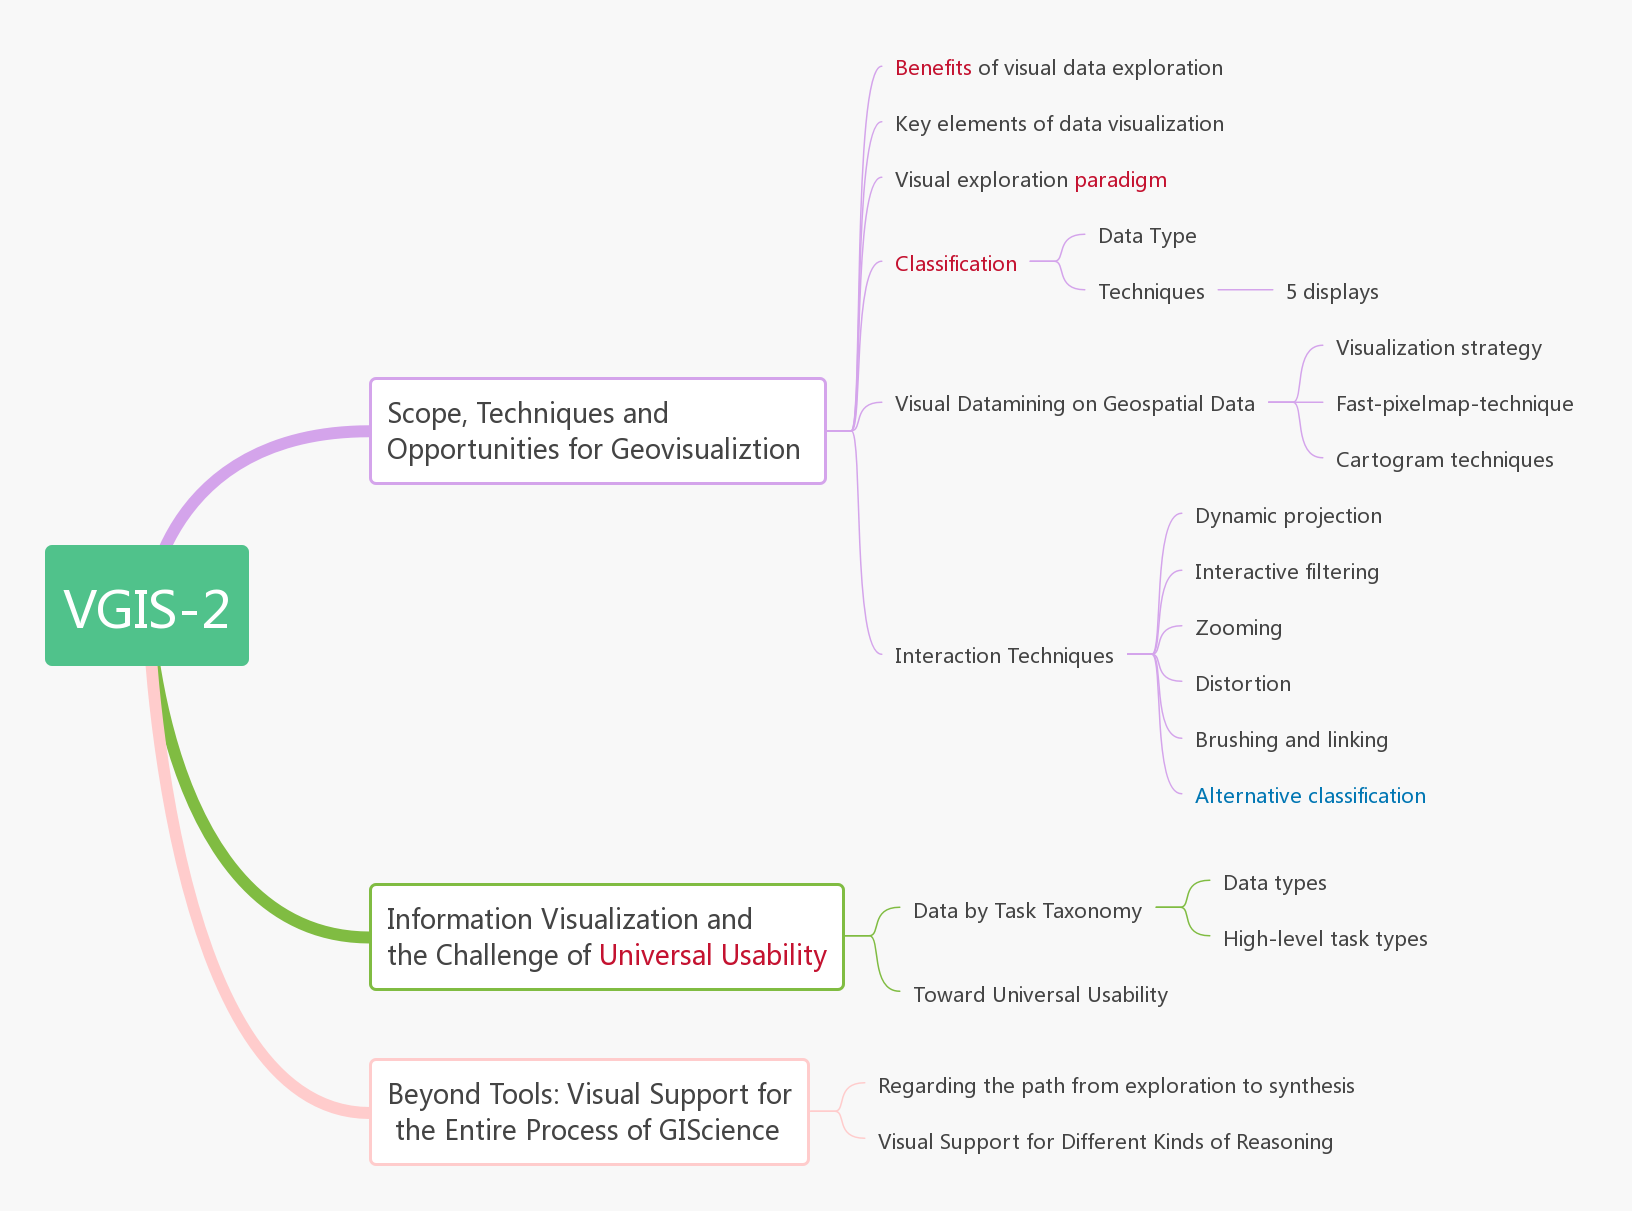 Benefits of visual data exploration
Key elements of data visualization
Visual exploration paradigm
Data Type
Classification
Techniques
5 displays
Visualization strategy
Scope, Techniques and
Opportunities for Geovisualiztion
Visual Datamining on Geospatial Data
Fast-pixelmap-technique
Cartogram techniques
Dynamic projection
Interactive filtering
VGIS-2
Zooming
Interaction Techniques
Distortion
Brushing and linking
Alternative classification
Information Visualization and
the Challenge of Universal Usability
Data by Task Taxonomy
Data types
High-level task types
Toward Universal Usability
Beyond Tools: Visual Support for
the Entire Process of GIScience
Regarding the path from exploration to synthesis
Visual Support for Different Kinds of Reasoning